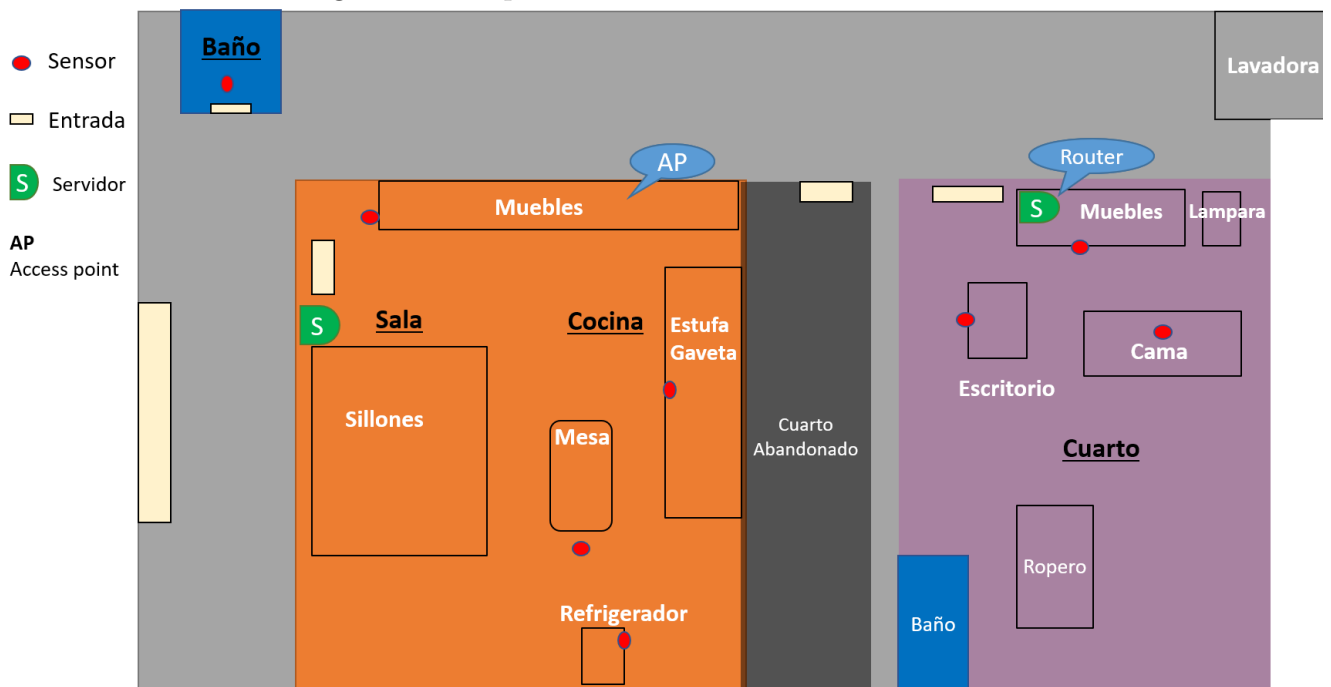 Sensor
Entrada
S Servidor
AP
Access point
Baño
Lavadora
AP
Router
Muebles
S
Muebles
Lampara
S
Sala
Cocina
Estufa
Gaveta
Sillones
Mesa
Refrigerador
Cuarto
Abandonado
Escritorio
Cama
Cuarto
Ropero
Baño